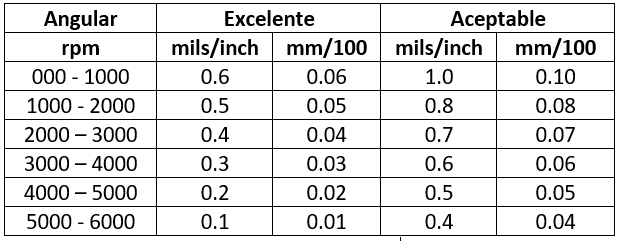 Angular Excelente Aceptable
rpm mils/inch mm/100 mils/inch mm/100
000 - 1000 0.6 0.06 1.0 0.10
1000 - 2000 0.5 0.05 0.8 0.08
2000 – 3000 0.4 0.04 0.7 0.07
3000 – 4000 0.3 0.03 0.6 0.06
4000 – 5000 0.2 0.02 0.5 0.05
5000 - 6000 0.1 0.01 0.4 0.04